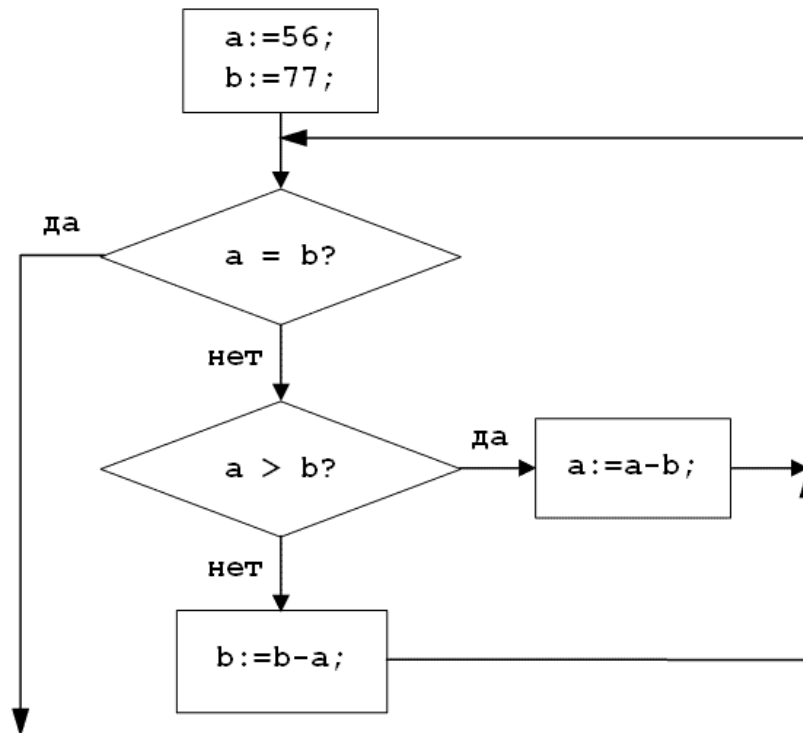 a:=56;
b:=77;
да
a = b?
нет
a > b?
да
a:=a-b;
нет
b:=b-a;